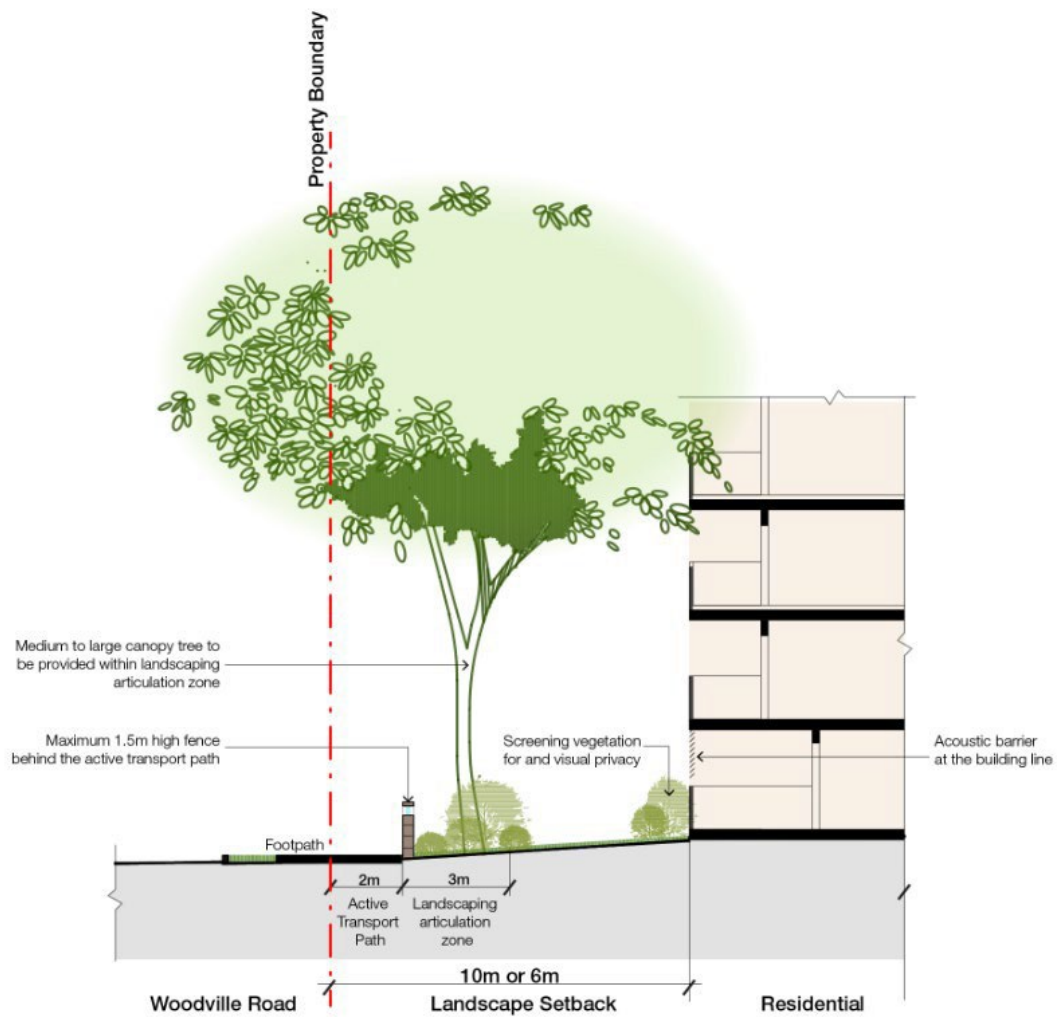 Property Boundary
Medium to large canopy tree to
be provided within landscaping
articulation zone
Maximum 1.5m high fence
behind the active transport path
Screening vegetation
for and visual privacy
Acoustic barrier
at the building line
Footpath
2m
3m
Active
Transport
Path
Landscaping
articulation
zone
10m or 6m
Woodville Road
Landscape Setback
Residential